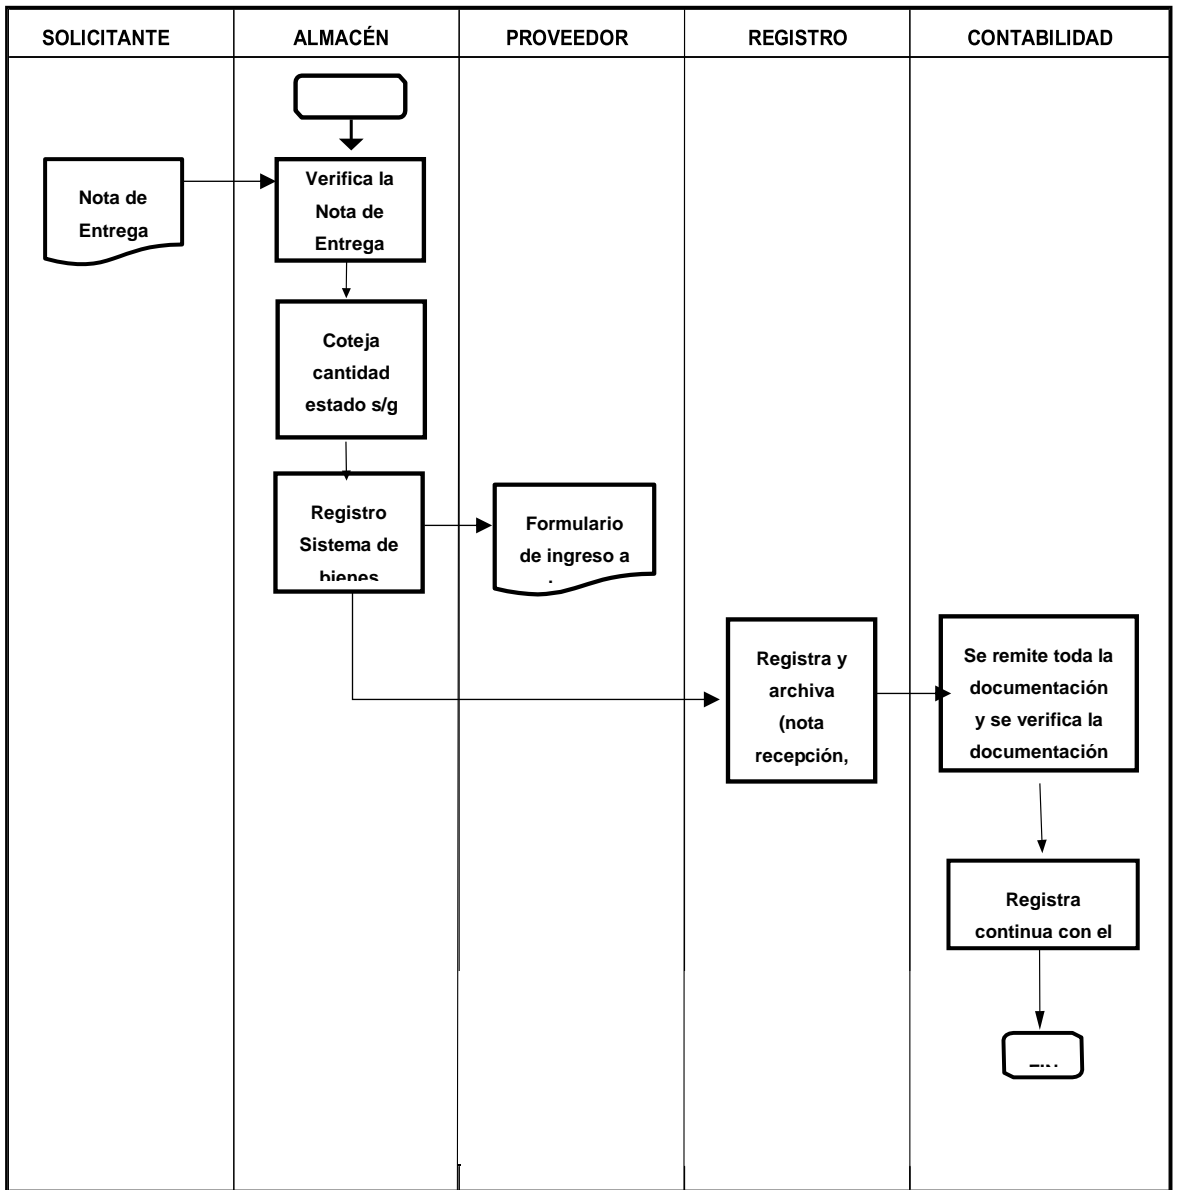 SOLICITANTE
ALMACÉN
PROVEEDOR
REGISTRO
CONTABILIDAD
Nota de
Entrega
Verifica la
Nota de
Entrega
Coteja
cantidad
estado s/g
Registro
Sistema de
bienes
Formulario
de ingreso a
Registra y
archiva
(nota
recepción,
Se remite toda la
documentación
y se verifica la
documentación
Registra
continua con el